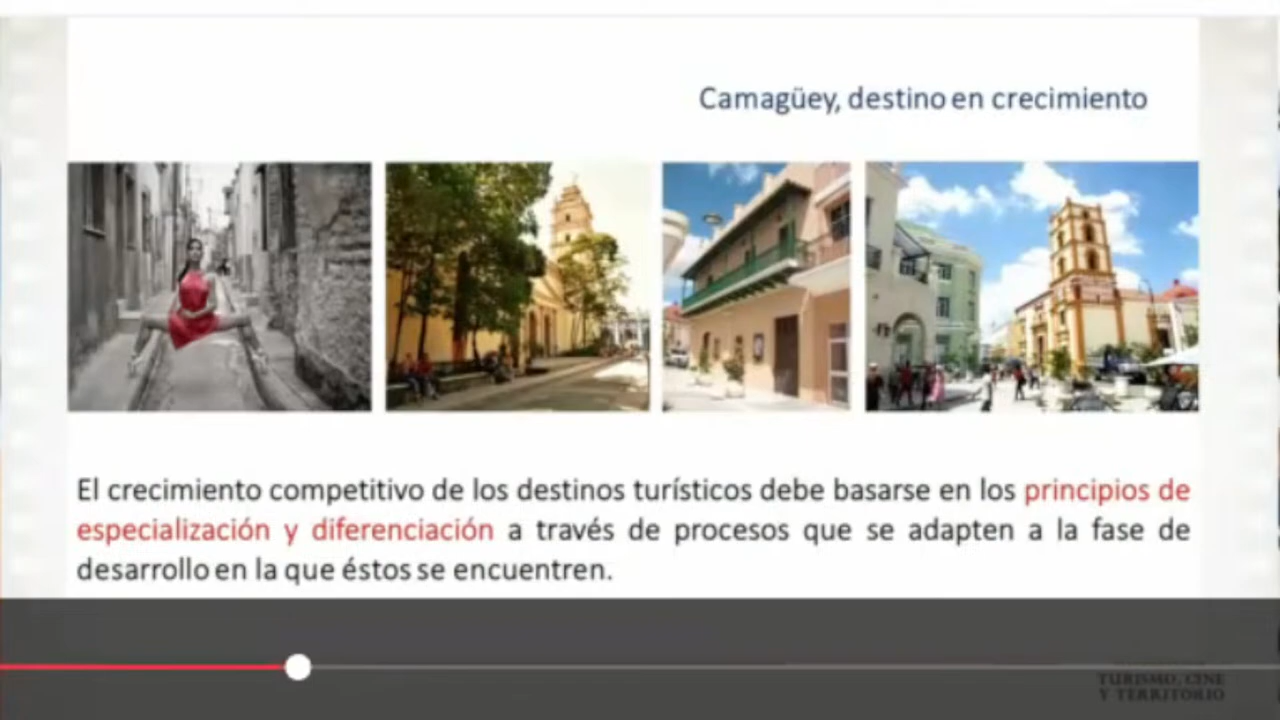 Camagüey, destino en crecimiento
El crecimiento competitivo de los destinos turísticos debe basarse en los principios de
especialización y diferenciación a través de procesos que se adapten a la fase de
desarrollo en la que éstos se encuentren.
TURISMO, CINE
Y TERRITORIO